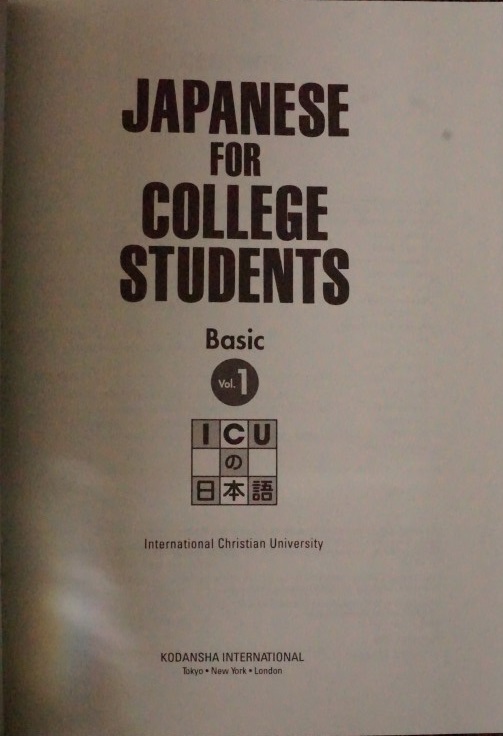 JAPANESE
FOR
COLLEGE
STUDENTS
Basic
Vol.1
ICU
の
日本語
International Christian University
KODANSHA INTERNATIONAL
Tokyo • New York • London